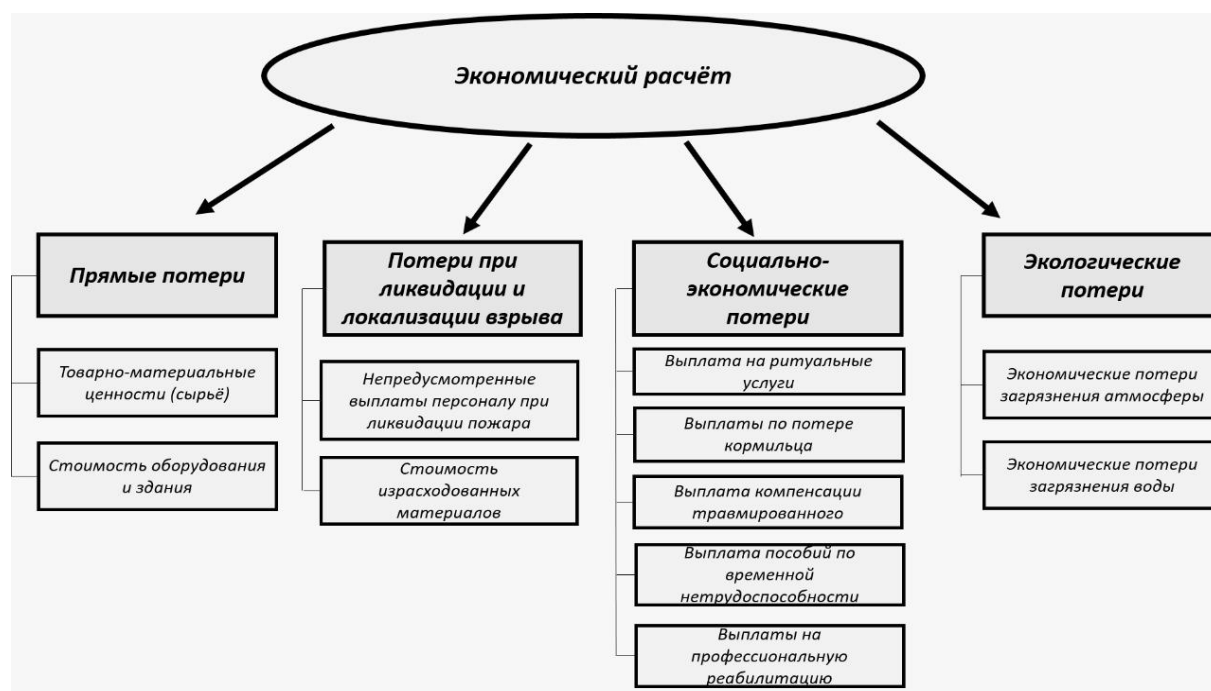 Экономический расчёт
Прямые потери
Товарно-материальные
ценности (сырьё)
Стоимость оборудования
и здания
Потери при
ликвидации и
локализации взрыва
Непредусмотренные
выплаты персоналу при
ликвидации пожара
Стоимость
израсходованных
материалов
Социально-
экономические
потери
Выплата на ритуальные
услуги
Выплаты по потере
кормильца
Выплата компенсации
травмированного
Выплата пособий по
временной
нетрудоспособности
Выплаты на
профессиональную
реабилитацию
Экологические
потери
Экономические потери
загрязнения атмосферы
Экономические потери
загрязнения воды